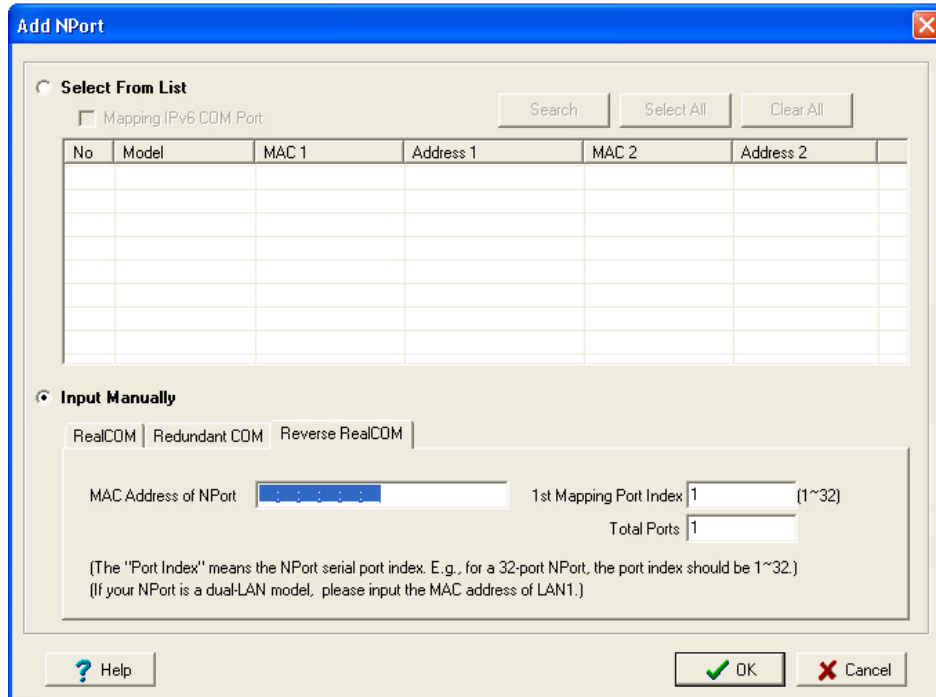 Add NPort
Select From List
Mapping IPv6 COM Port
Search Select All Clear All
No Model MAC 1 Address 1 MAC 2 Address 2
Input Manually
RealCOM Redundant COM Reverse RealCOM
MAC Address of NPort : : : : : 1st Mapping Port Index 1 (1~32)
Total Ports 1
(The "Port Index" means the NPort serial port index. E.g., for a 32-port NPort, the port index should be 1~32.)
(If your NPort is a dual-LAN model, please input the MAC address of LAN1.)
? Help OK Cancel